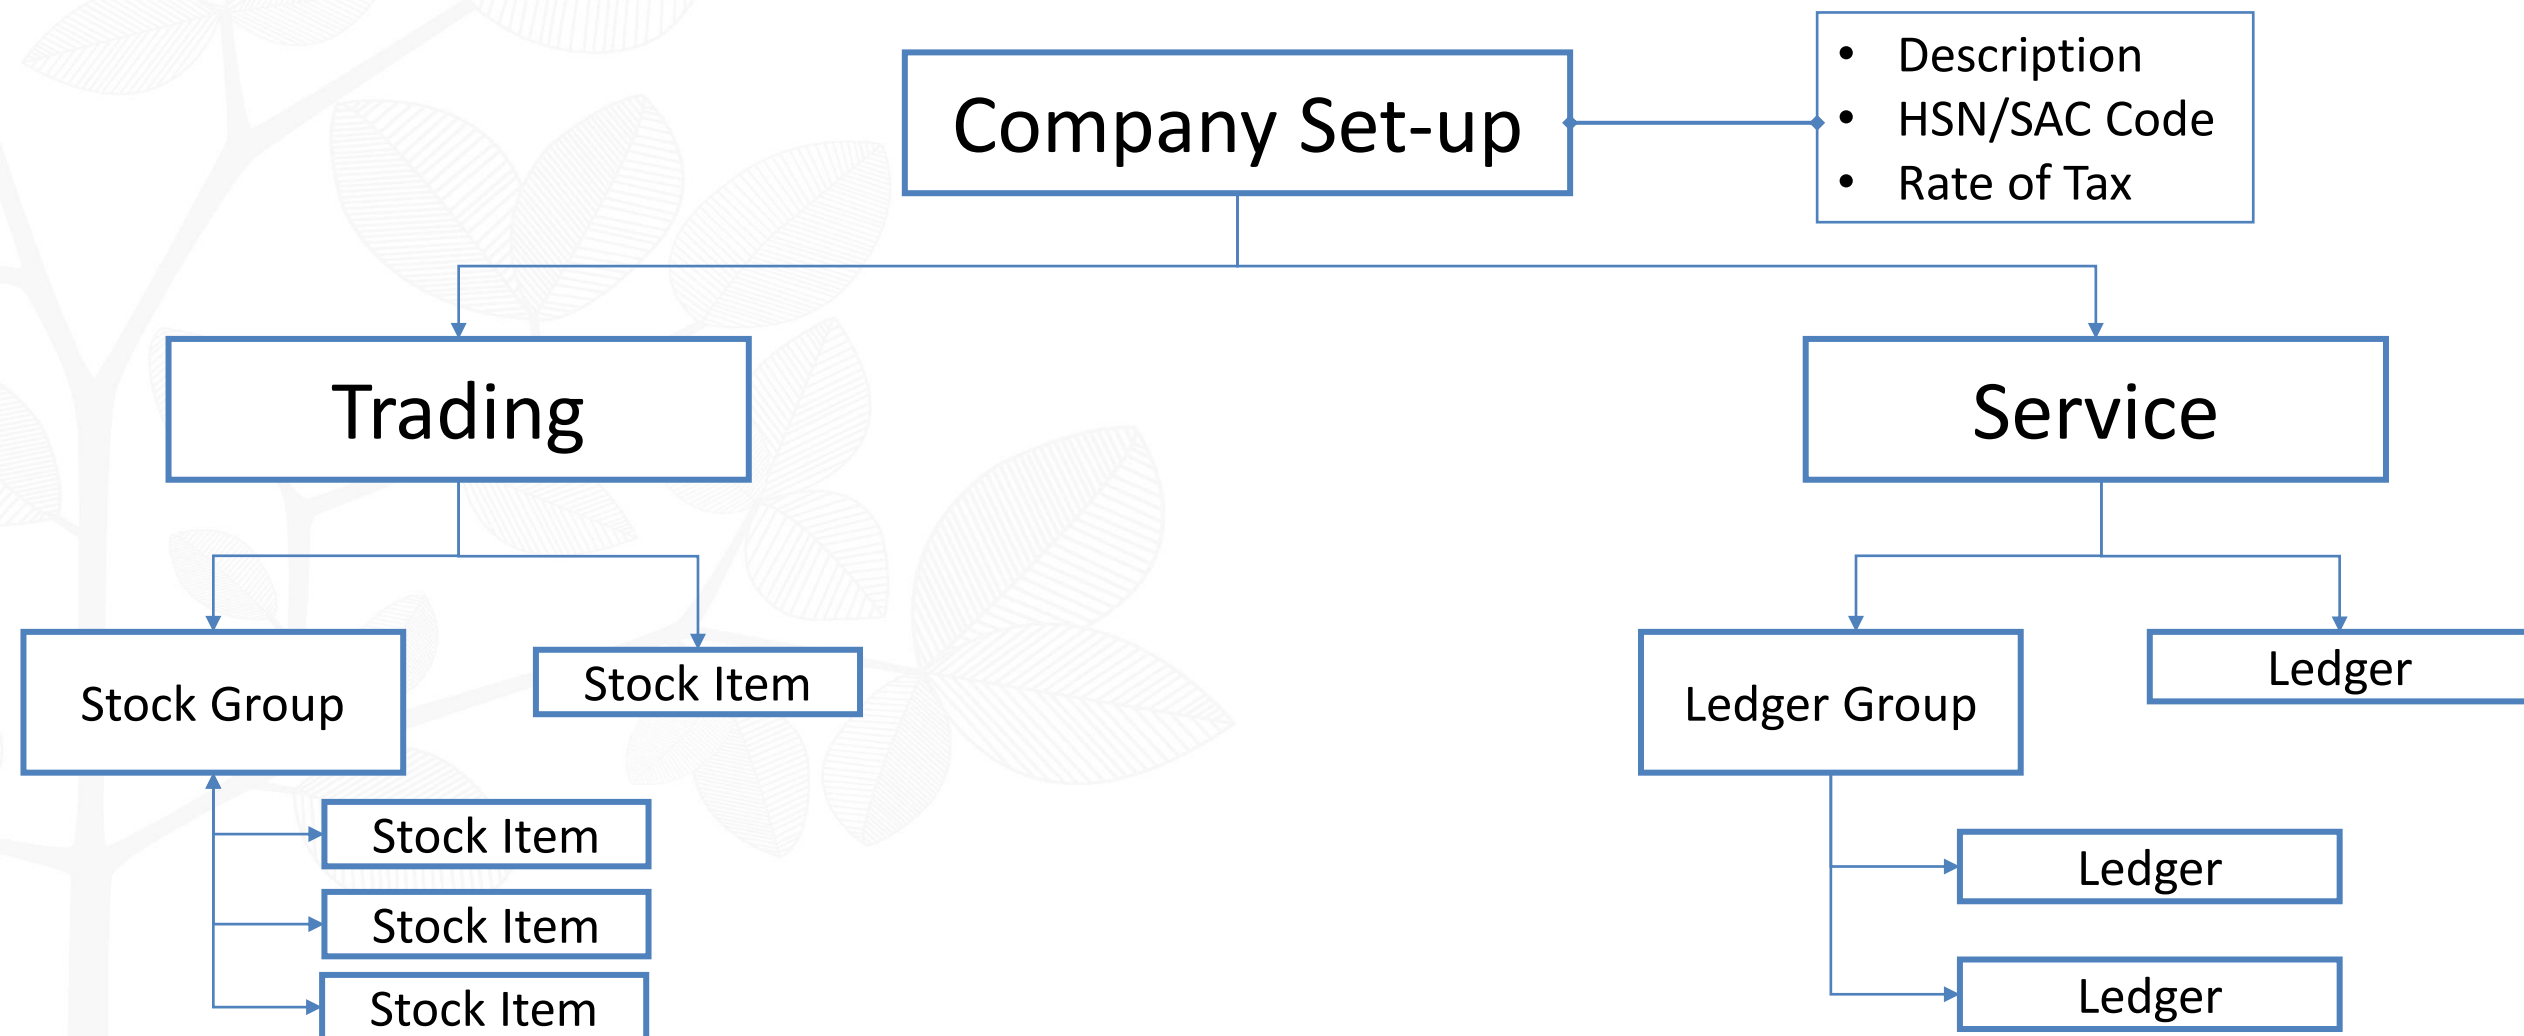 Company Set-up
• Description
• HSN/SAC Code
• Rate of Tax
Trading
Service
Stock Group
Stock Item
Ledger Group
Ledger
Stock Item
Stock Item
Stock Item
Ledger
Ledger